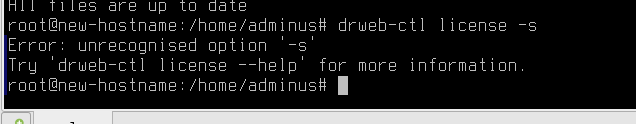 All files are up to date
root@new-hostname:/home/adminus# drweb-ctl license -s
Error: unrecognised option '-s'
Try 'drweb-ctl license --help' for more information.
root@new-hostname:/home/adminus#